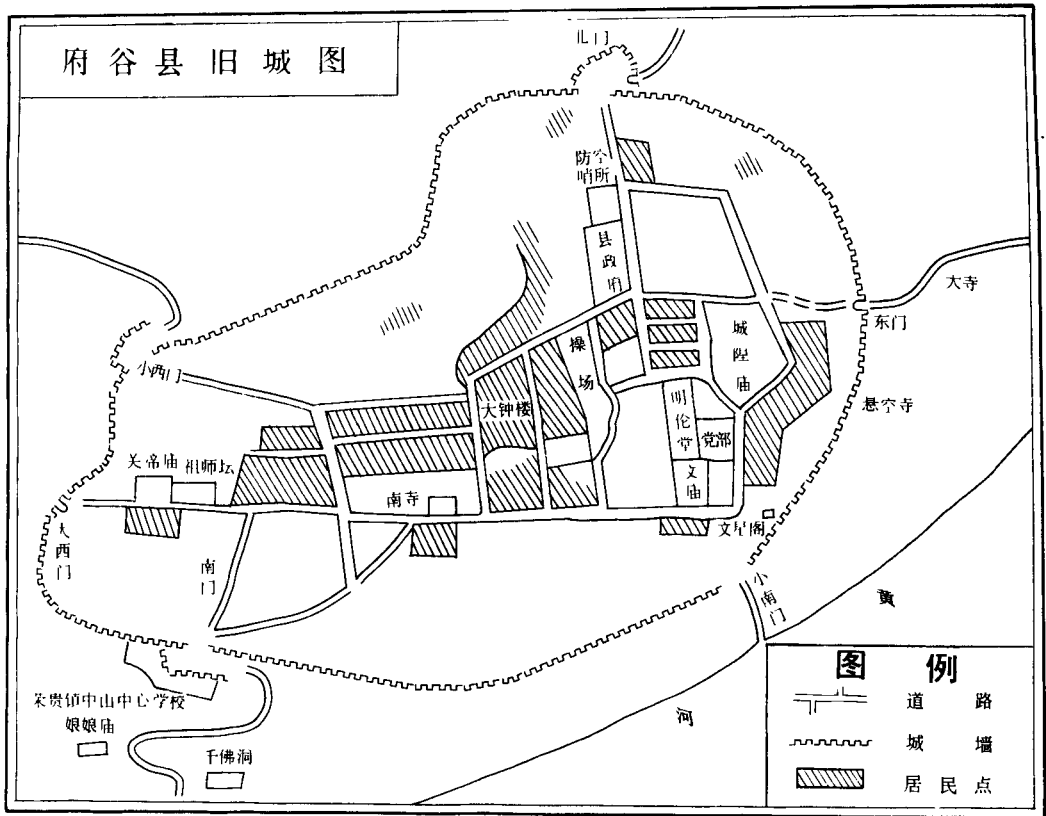 府谷县旧城图
北门
防空
哨所
县政府
大寺
东门
城隍庙
操场
小西门
大钟楼
明伦堂
党部
悬空寺
关帝庙
祖师坛
南寺
文庙
文星阁
大西门
南门
小南门
黄河
中山中心学校
娘娘庙
千佛洞
图例
道路
城墙
居民点